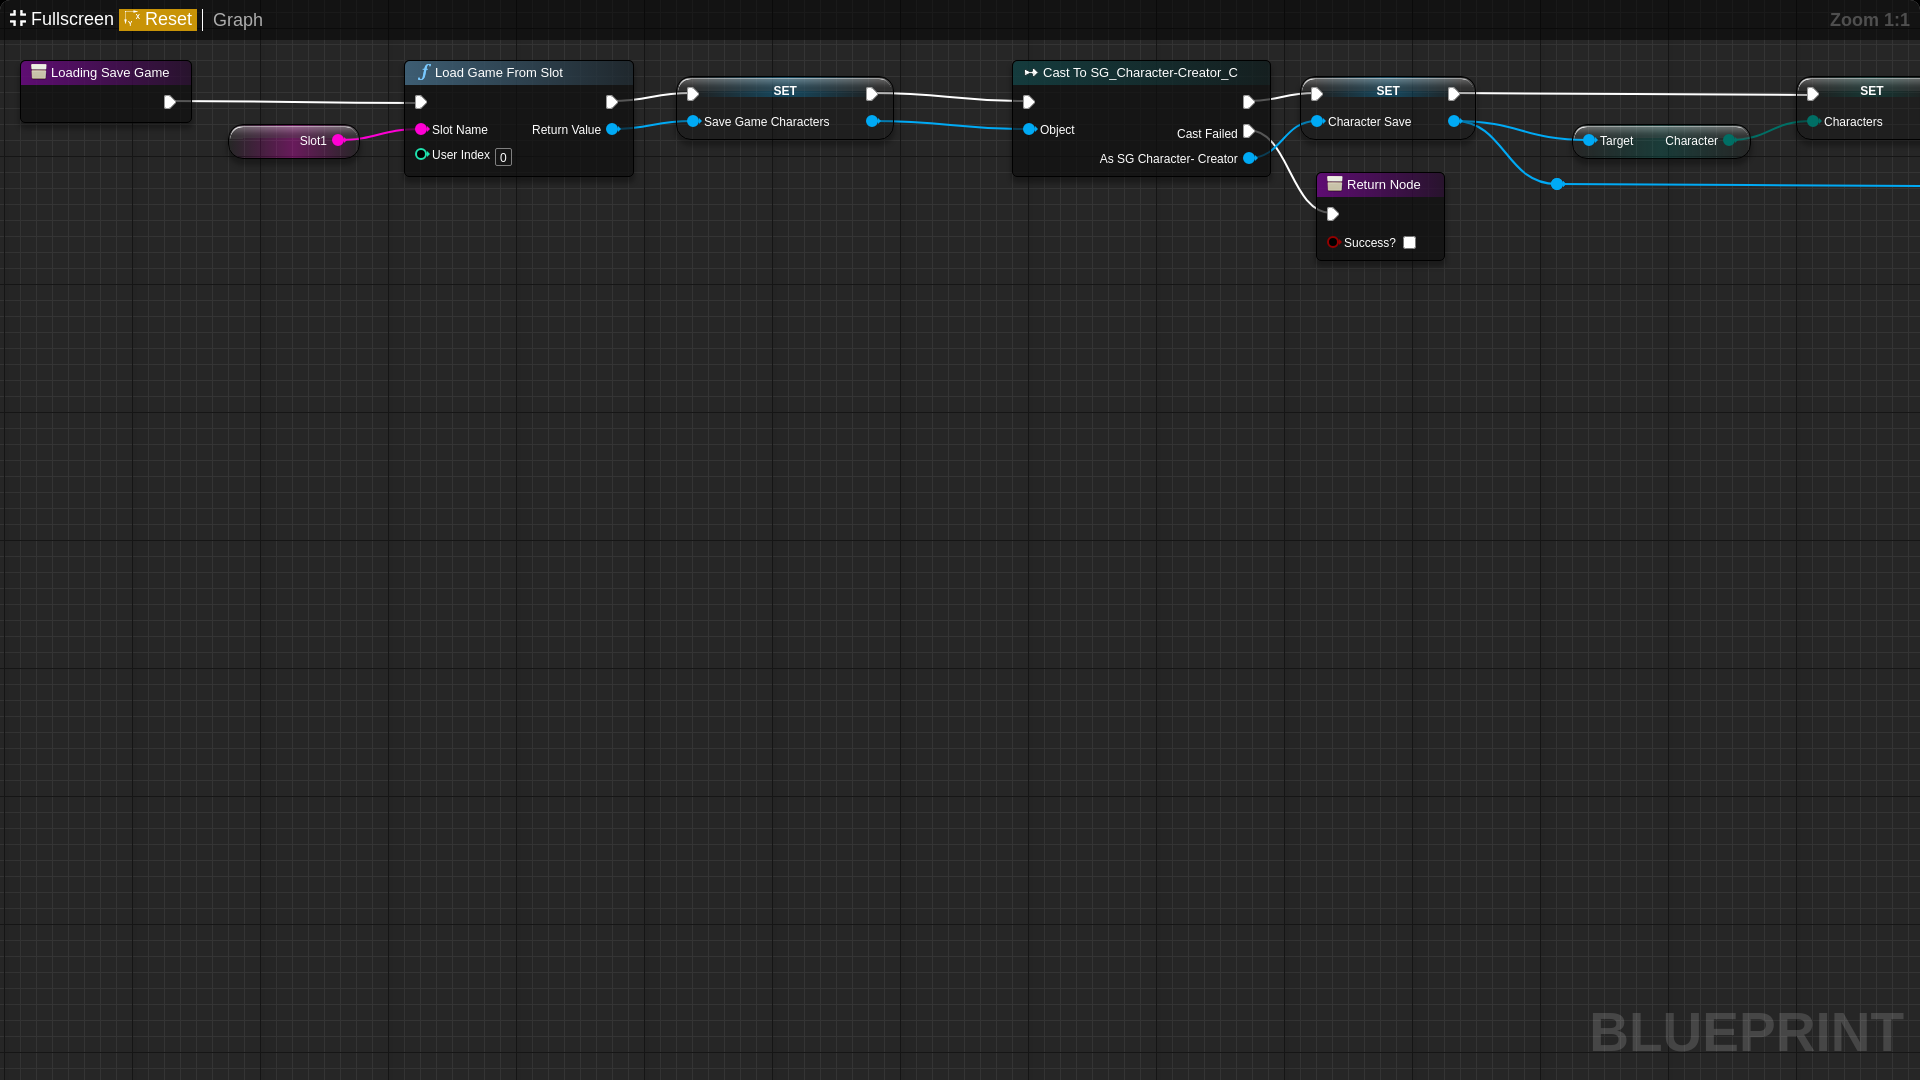 Fullscreen Reset Graph Zoom 1:1
Loading Save Game
Slot1
Load Game From Slot
Slot Name Return Value
User Index 0
SET
Save Game Characters
Cast To SG_Character-Creator_C
Object
Cast Failed
As SG Character- Creator
SET
Character Save
Return Node
Success?
Target Character
SET
Characters
BLUEPRINT